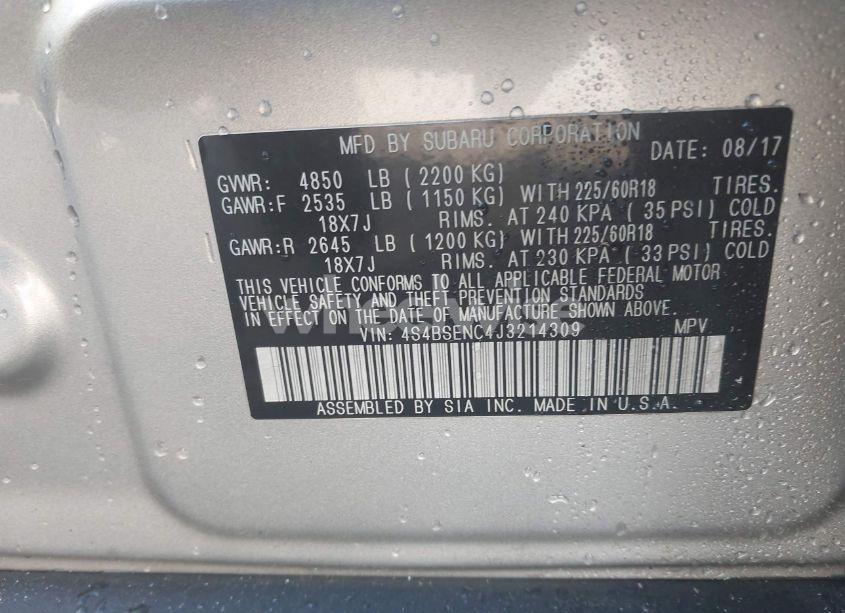 MFD BY SUBARU CORPORATION DATE: 08/17
GVWR: 4850 LB ( 2200 KG)
GAWR:F 2535 LB ( 1150 KG) WITH 225/60R18 TIRES.
18X7J RIMS. AT 240 KPA ( 35 PSI) COLD
GAWR:R 2645 LB ( 1200 KG) WITH 225/60R18 TIRES.
18X7J RIMS. AT 230 KPA ( 33 PSI) COLD
THIS VEHICLE CONFORMS TO ALL APPLICABLE FEDERAL MOTOR
VEHICLE SAFETY AND THEFT PREVENTION STANDARDS
IN EFFECT ON THE DATE OF MANUFACTURE SHOWN ABOVE.
VIN: 4S4BSENC4J3214309 MPV
ASSEMBLED BY SIA INC. MADE IN U.S.A.